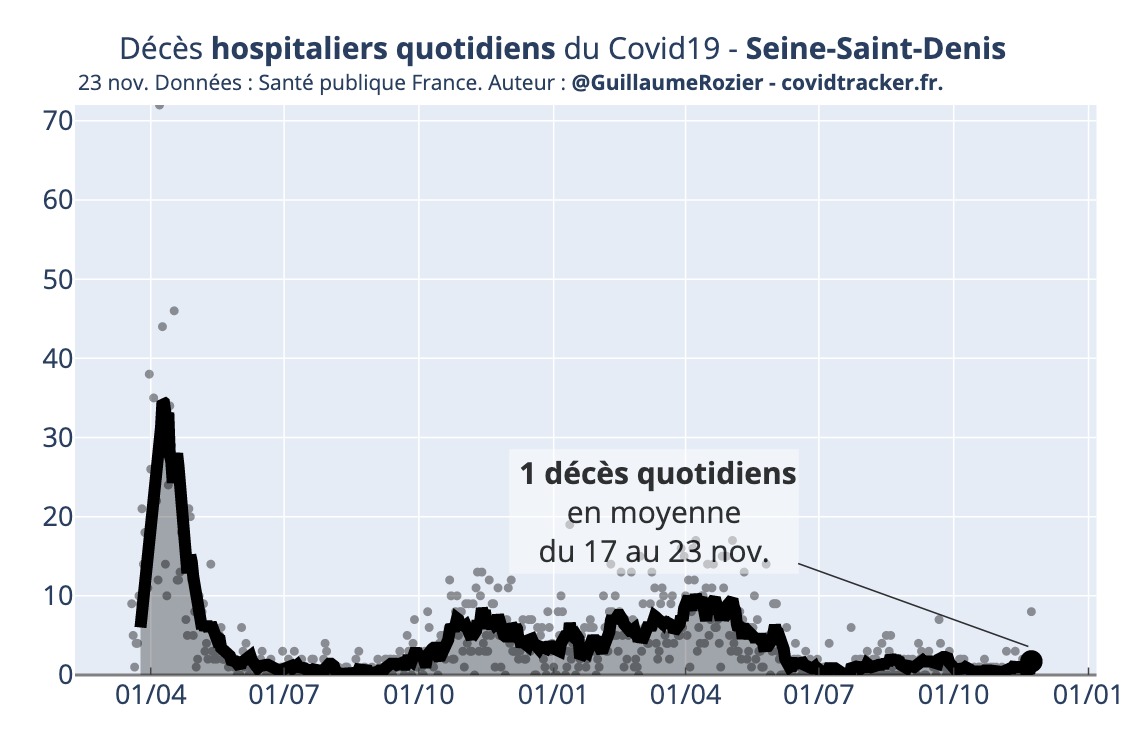 Décès hospitaliers quotidiens du Covid19 - Seine-Saint-Denis
23 nov. Données : Santé publique France. Auteur : @GuillaumeRozier - covidtracker.fr.
70
60
50
40
30
20
10
0
1 décès quotidiens
en moyenne
du 17 au 23 nov.
01/04 01/07 01/10 01/01 01/04 01/07 01/10 01/01